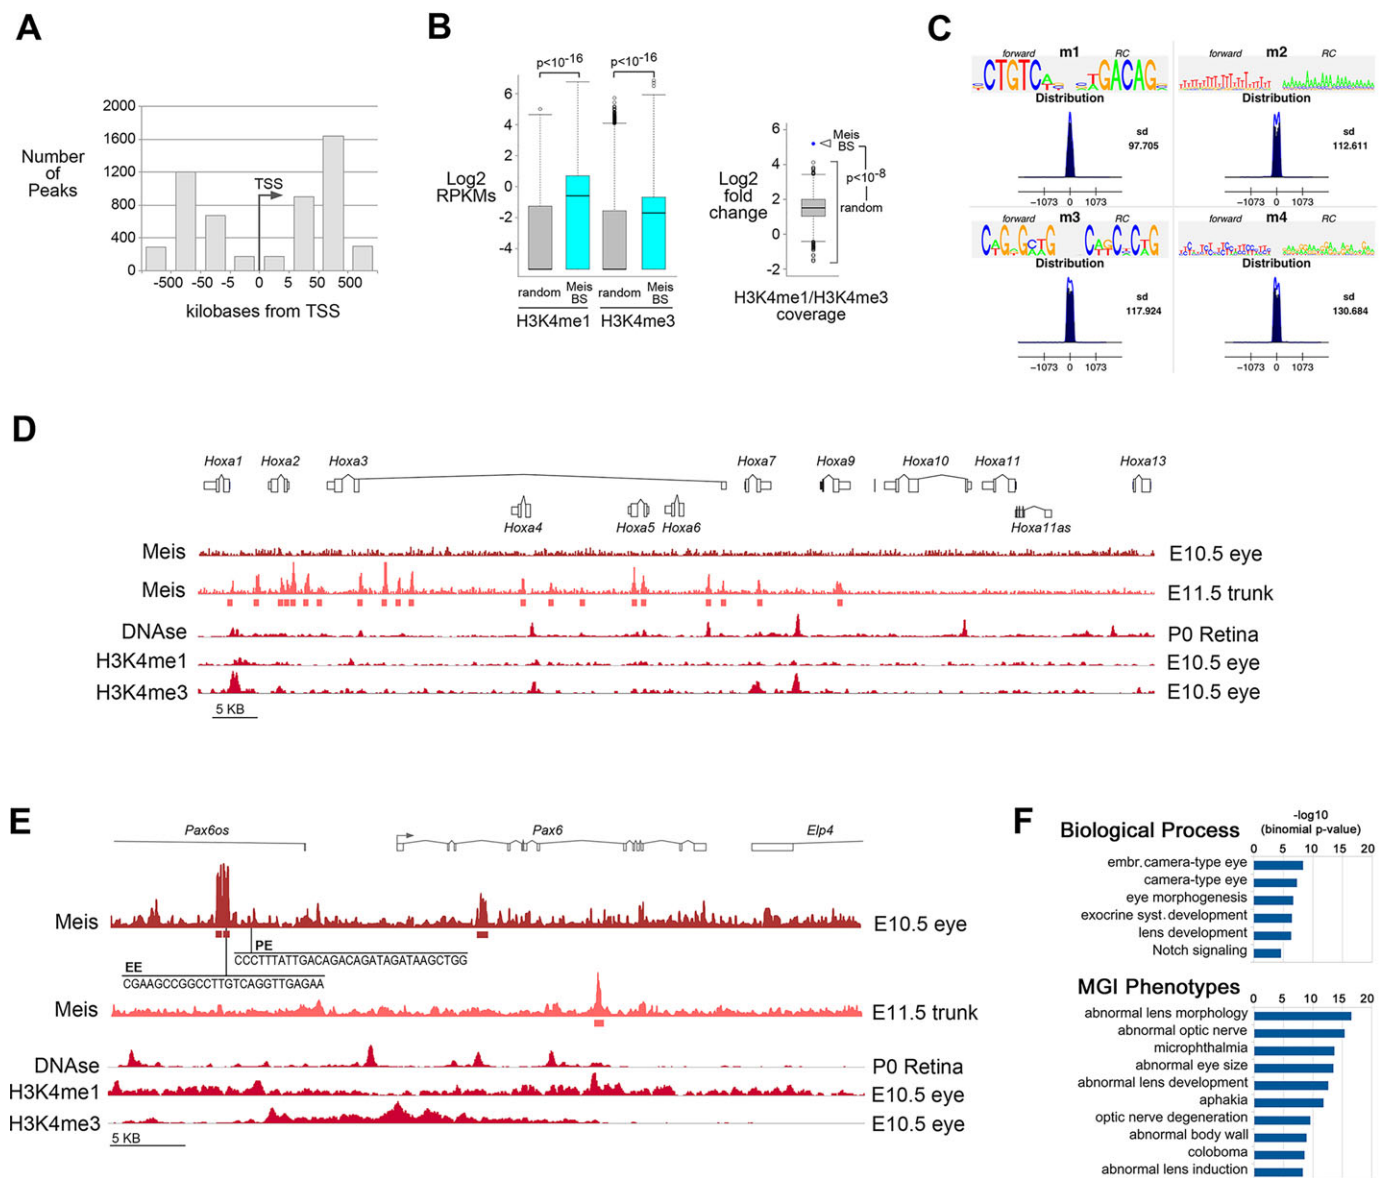 A
2000
1600
1200
800
400
0
Number
of
Peaks
TSS
-500 -50 -5 0 5 50 500
kilobases from TSS
B
p<10-16 p<10-16
6
4
2
0
-2
-4
Log2
RPKMs
random Meis BS random Meis BS
H3K4me1 H3K4me3
6
4
2
0
-2
Log2
fold
change
Meis
BS
p<10-8
random
H3K4me1/H3K4me3
coverage
C
forward m1 RC
CTGTCA TGACAG
Distribution
sd
97.705
-1073 0 1073
forward m2 RC
Distribution
sd
112.611
-1073 0 1073
forward m3 RC
Distribution
sd
117.924
-1073 0 1073
forward m4 RC
Distribution
sd
130.684
-1073 0 1073
D
Hoxa1 Hoxa2 Hoxa3 Hoxa7 Hoxa9 Hoxa10 Hoxa11 Hoxa13
Hoxa4 Hoxa5 Hoxa6 Hoxa11as
Meis E10.5 eye
Meis E11.5 trunk
DNAse P0 Retina
H3K4me1 E10.5 eye
H3K4me3 E10.5 eye
5 KB
E
Pax6os Pax6 Elp4
Meis E10.5 eye
PE
CCCTTTATTGACAGACAGATAGATAAGCTGG
EE
CGAAGCCGGCCTTGTCAGGTTGAGAA
Meis E11.5 trunk
DNAse P0 Retina
H3K4me1 E10.5 eye
H3K4me3 E10.5 eye
5 KB
F
Biological Process
-log10
(binomial p-value)
0 5 10 15 20
embr.camera-type eye
camera-type eye
eye morphogenesis
exocrine syst.development
lens development
Notch signaling
MGI Phenotypes
0 5 10 15 20
abnormal lens morphology
abnormal optic nerve
microphthalmia
abnormal eye size
abnormal lens development
aphakia
optic nerve degeneration
abnormal body wall
coloboma
abnormal lens induction